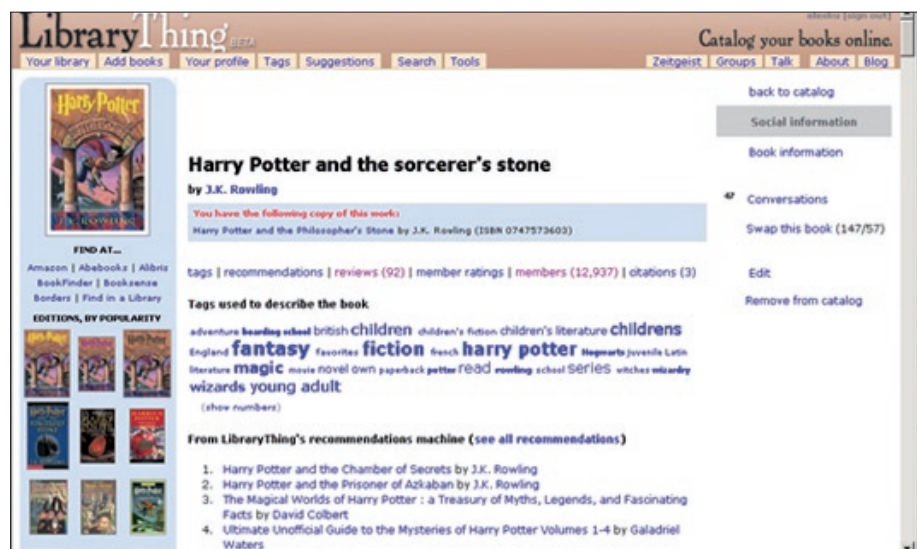 [sign out]
LibraryThing BETA
Catalog your books online.
Your library Add books Your profile Tags Suggestions Search Tools Zeitgeist Groups Talk About Blog
Harry Potter
J.K. ROWLING
FIND AT...
Amazon | Abebooks | Alibris
BookFinder | Booksense
Borders | Find in a Library
EDITIONS, BY POPULARITY
Harry Potter and the sorcerer's stone
by J.K. Rowling
You have the following copy of this work:
Harry Potter and the Philosopher's Stone by J.K. Rowling (ISBN 0747573603)
tags | recommendations | reviews (92) | member ratings | members (12,937) | citations (3)
Tags used to describe the book
adventure boarding school british children children's fiction children's literature childrens
England fantasy favorites fiction french harry potter Hogwarts juvenile Latin
literature magic movie novel own paperback potter read rowling school series witches wizardry
wizards young adult
(show numbers)
From LibraryThing's recommendations machine (see all recommendations)
1. Harry Potter and the Chamber of Secrets by J.K. Rowling
2. Harry Potter and the Prisoner of Azkaban by J.K. Rowling
3. The Magical Worlds of Harry Potter : a Treasury of Myths, Legends, and Fascinating
Facts by David Colbert
4. Ultimate Unofficial Guide to the Mysteries of Harry Potter Volumes 1-4 by Galadriel
Waters
back to catalog
Social information
Book information
Conversations
Swap this book (147/57)
Edit
Remove from catalog